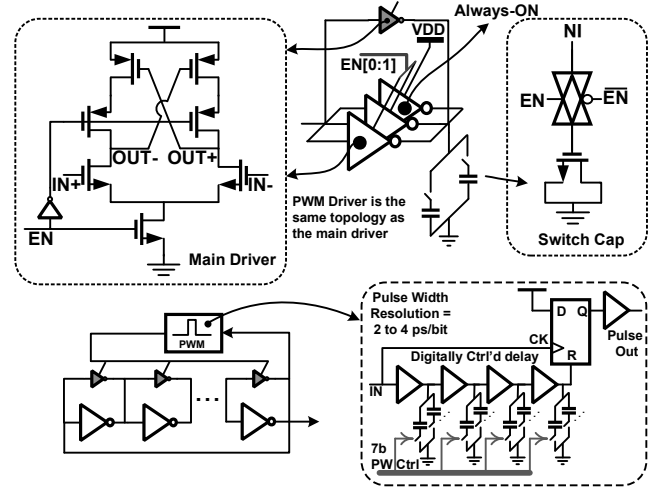 Always-ON
VDD
EN[0:1]
NI
EN
EN
OUT- OUT+
IN+
IN-
EN
Main Driver
PWM Driver is the
same topology as
the main driver
Switch Cap
PWM
Pulse Width
Resolution =
2 to 4 ps/bit
D Q
CK
R
Pulse
Out
Digitally Ctrl'd delay
IN
7b
PW Ctrl